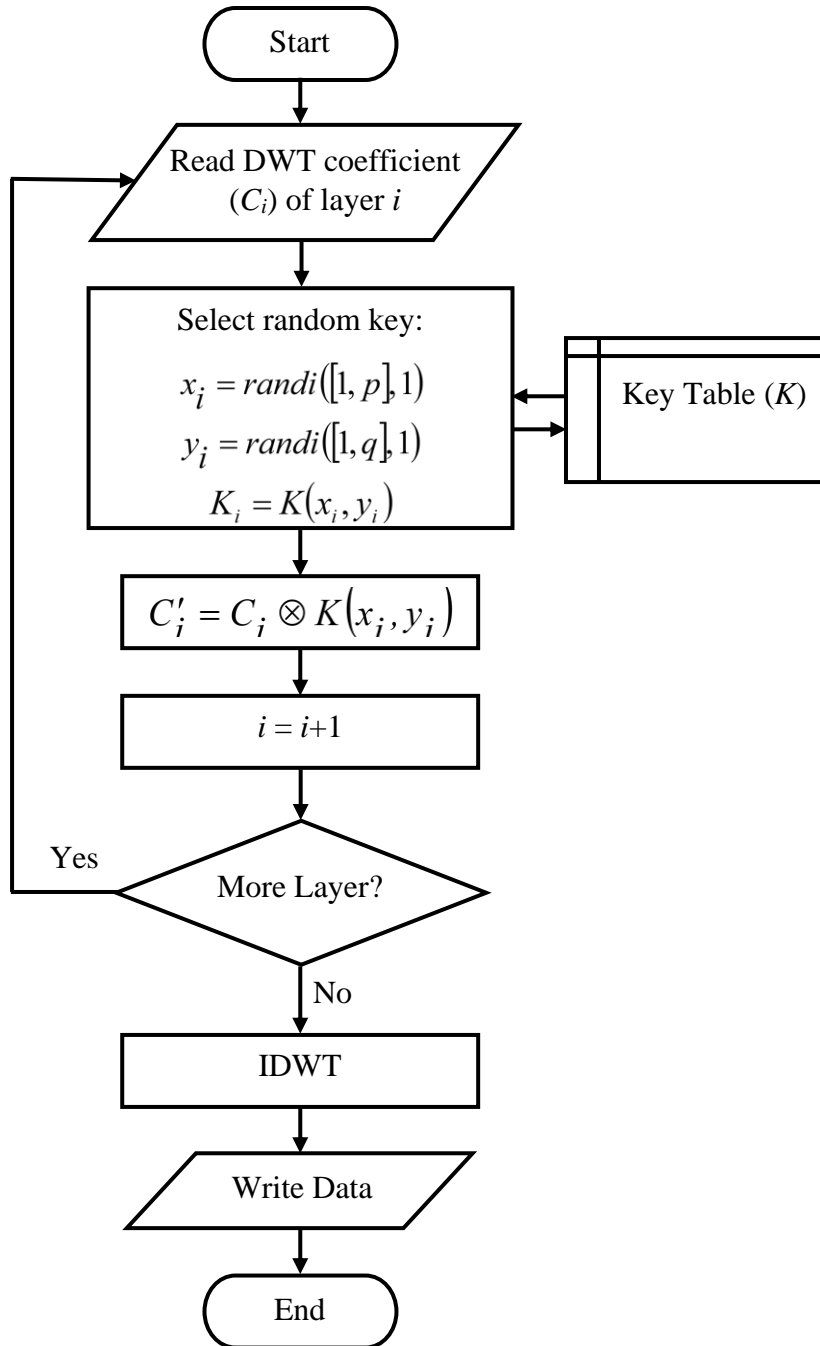 Start
Read DWT coefficient
(Cᵢ) of layer i
Select random key:
xᵢ = randi([1, p],1)
yᵢ = randi([1, q],1)
Kᵢ = K(xᵢ, yᵢ)
Key Table (K)
C′ᵢ = Cᵢ ⊗ K(xᵢ, yᵢ)
i = i+1
Yes
More Layer?
No
IDWT
Write Data
End